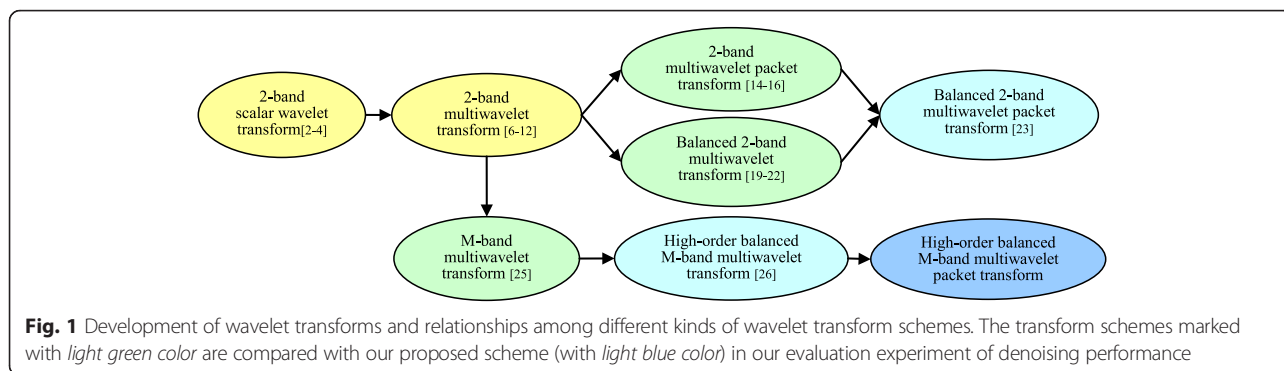 2-band
scalar wavelet
transform[2-4]
2-band
multiwavelet
transform [6-12]
2-band
multiwavelet packet
transform [14-16]
Balanced 2-band
multiwavelet
transform [19-22]
Balanced 2-band
multiwavelet packet
transform [23]
M-band
multiwavelet
transform [25]
High-order balanced
M-band multiwavelet
transform [26]
High-order balanced
M-band multiwavelet
packet transform
Fig. 1 Development of wavelet transforms and relationships among different kinds of wavelet transform schemes. The transform schemes marked
with light green color are compared with our proposed scheme (with light blue color) in our evaluation experiment of denoising performance